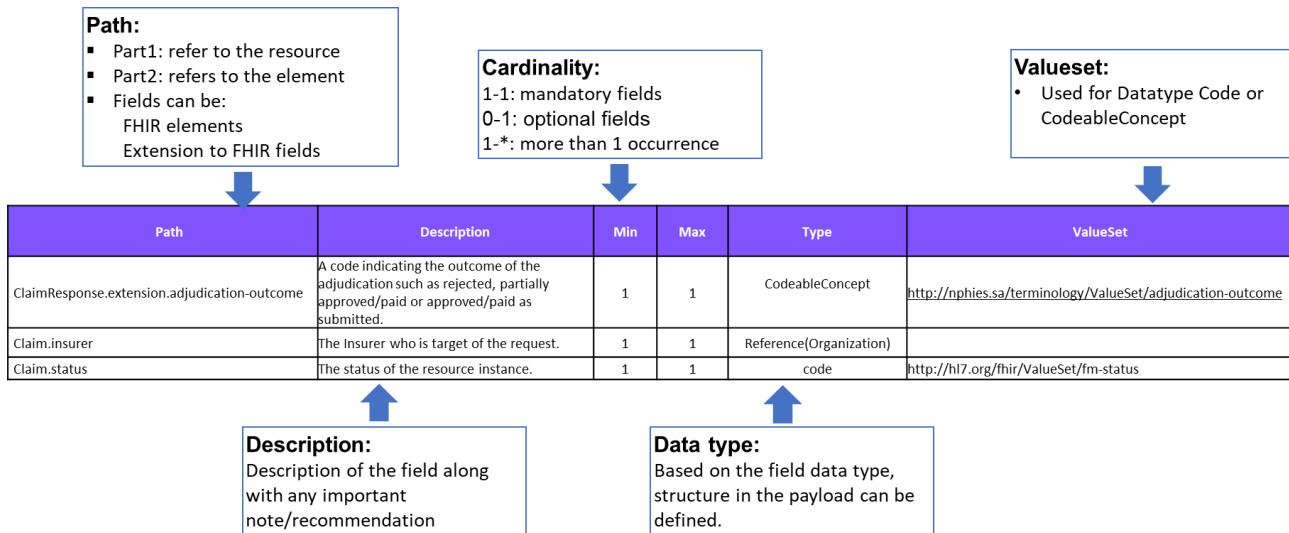 Path:
▪ Part1: refer to the resource
▪ Part2: refers to the element
▪ Fields can be:
FHIR elements
Extension to FHIR fields
Cardinality:
1-1: mandatory fields
0-1: optional fields
1-*: more than 1 occurrence
Valueset:
• Used for Datatype Code or
CodeableConcept
Path Description Min Max Type ValueSet
A code indicating the outcome of the
adjudication such as rejected, partially
approved/paid or approved/paid as
submitted.
ClaimResponse.extension.adjudication-outcome 1 1 CodeableConcept http://nphies.sa/terminology/ValueSet/adjudication-outcome
Claim.insurer The Insurer who is target of the request. 1 1 Reference(Organization)
Claim.status The status of the resource instance. 1 1 code http://hl7.org/fhir/ValueSet/fm-status
Description:
Description of the field along
with any important
note/recommendation
Data type:
Based on the field data type,
structure in the payload can be
defined.